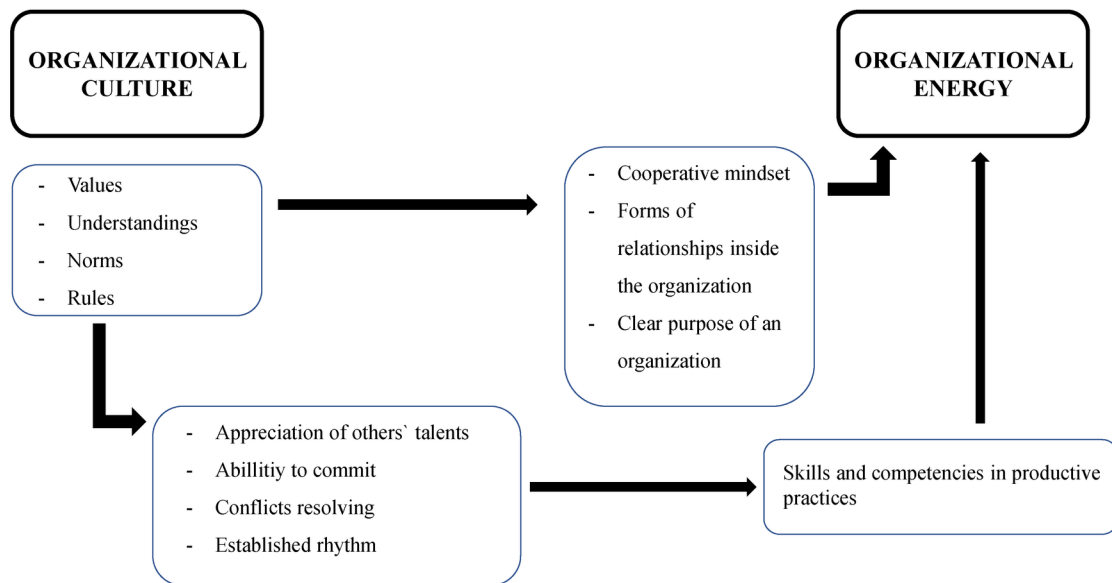 ORGANIZATIONAL
CULTURE
ORGANIZATIONAL
ENERGY
- Values
- Understandings
- Norms
- Rules
- Cooperative mindset
- Forms of
relationships inside
the organization
- Clear purpose of an
organization
- Appreciation of others` talents
- Abillitiy to commit
- Conflicts resolving
- Established rhythm
Skills and competencies in productive
practices